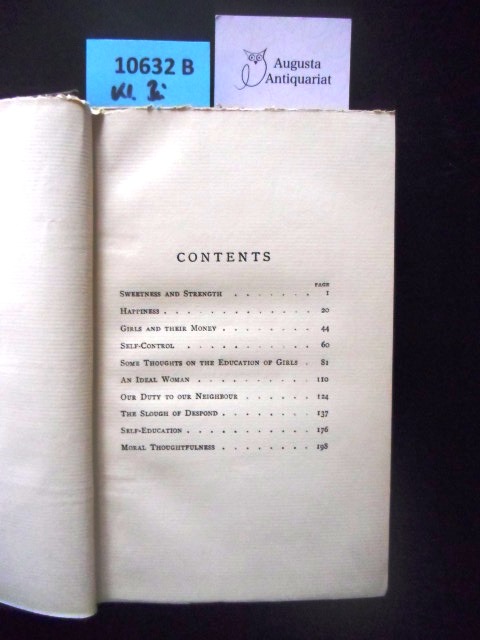 10632 B
Kl. Bi
Augusta
Antiquariat
CONTENTS
PAGE
SWEETNESS AND STRENGTH . . . . . . . 1
HAPPINESS . . . . . . . . . . . . 20
GIRLS AND THEIR MONEY . . . . . . . . 44
SELF-CONTROL . . . . . . . . . . . 60
SOME THOUGHTS ON THE EDUCATION OF GIRLS . 81
AN IDEAL WOMAN . . . . . . . . . . 110
OUR DUTY TO OUR NEIGHBOUR . . . . . . 124
THE SLOUGH OF DESPOND . . . . . . . . 137
SELF-EDUCATION . . . . . . . . . . . 176
MORAL THOUGHTFULNESS . . . . . . . . 198